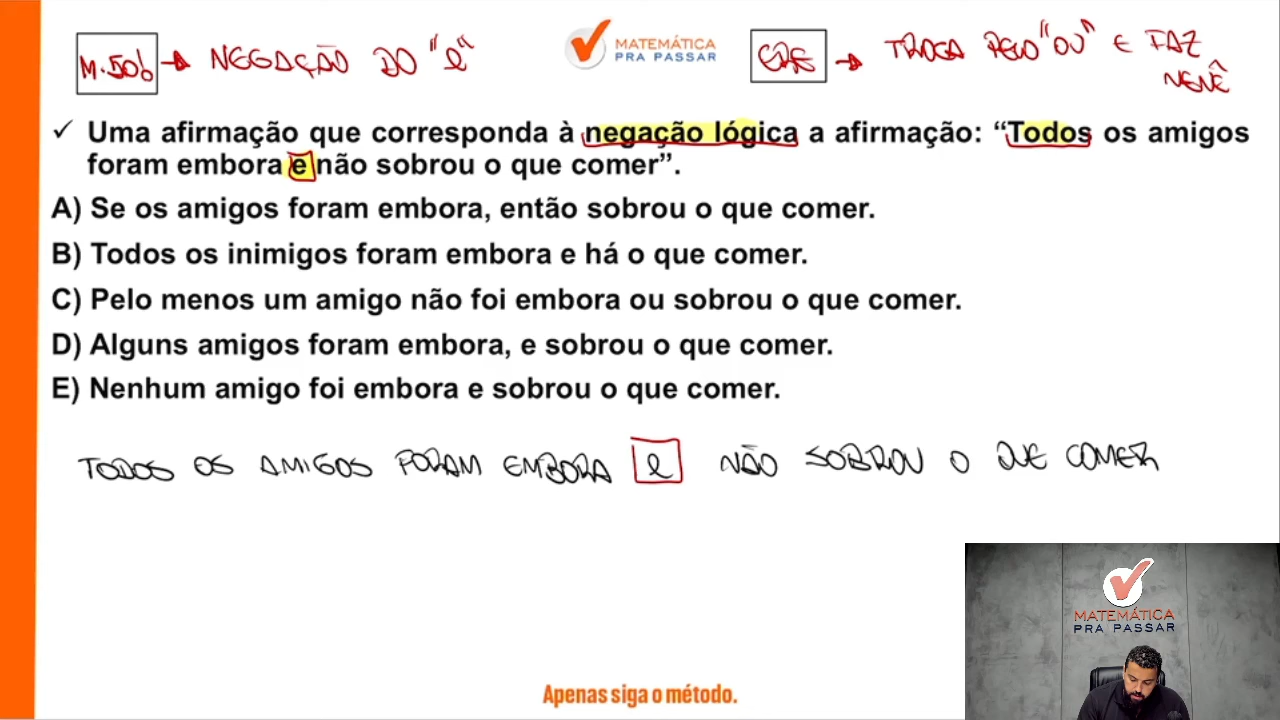 M.50% → NEGAÇÃO DO "e"
MATEMÁTICA
PRA PASSAR
→ TROCA PELO "OU" E FAZ
NENÊ
✓ Uma afirmação que corresponda à negação lógica a afirmação: “Todos os amigos
foram embora e não sobrou o que comer”.
A) Se os amigos foram embora, então sobrou o que comer.
B) Todos os inimigos foram embora e há o que comer.
C) Pelo menos um amigo não foi embora ou sobrou o que comer.
D) Alguns amigos foram embora, e sobrou o que comer.
E) Nenhum amigo foi embora e sobrou o que comer.
TODOS OS AMIGOS FORAM EMBORA e NÃO SOBROU O QUE COMER
MATEMÁTICA
PRA PASSAR
Apenas siga o método.